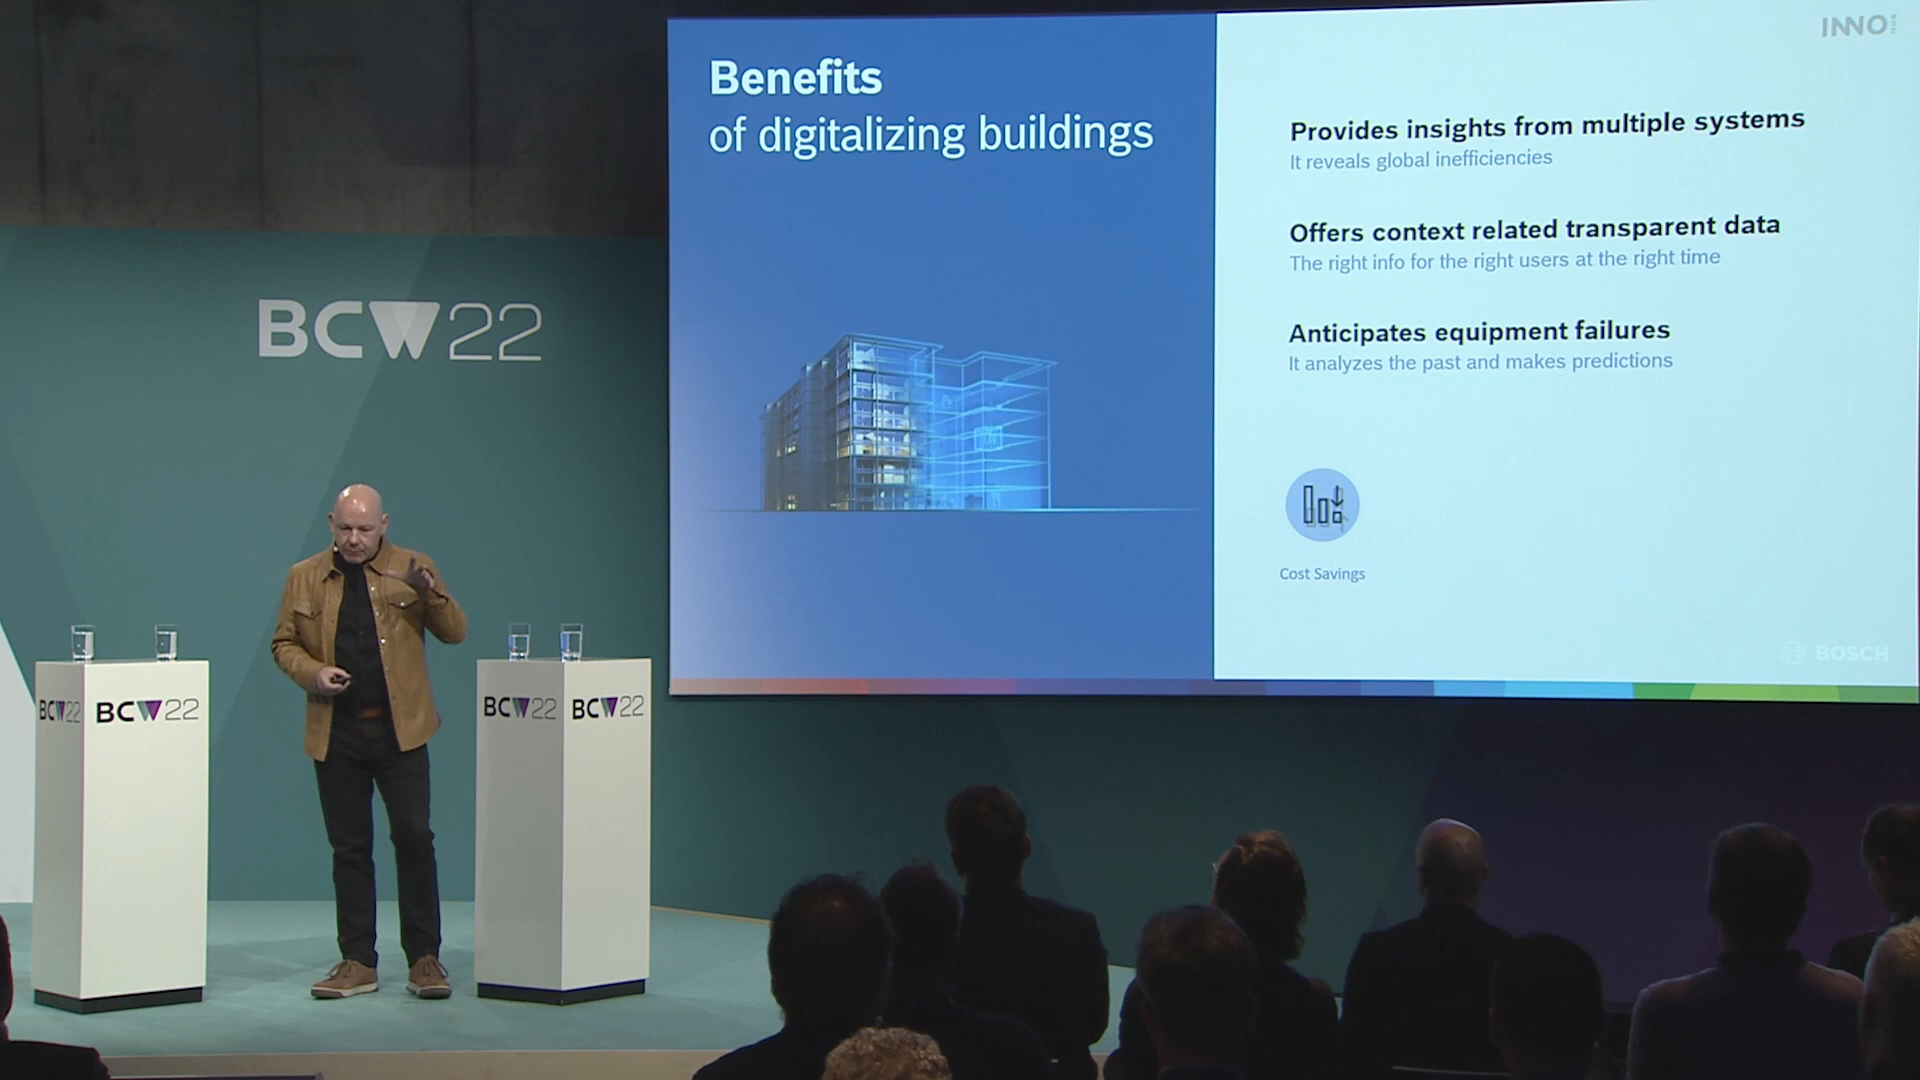 Benefits
of digitalizing buildings
INNO
Provides insights from multiple systems
It reveals global inefficiencies
Offers context related transparent data
The right info for the right users at the right time
Anticipates equipment failures
It analyzes the past and makes predictions
Cost Savings
BOSCH
BCW22
BCW22
BCW22
BCW22
BCW22